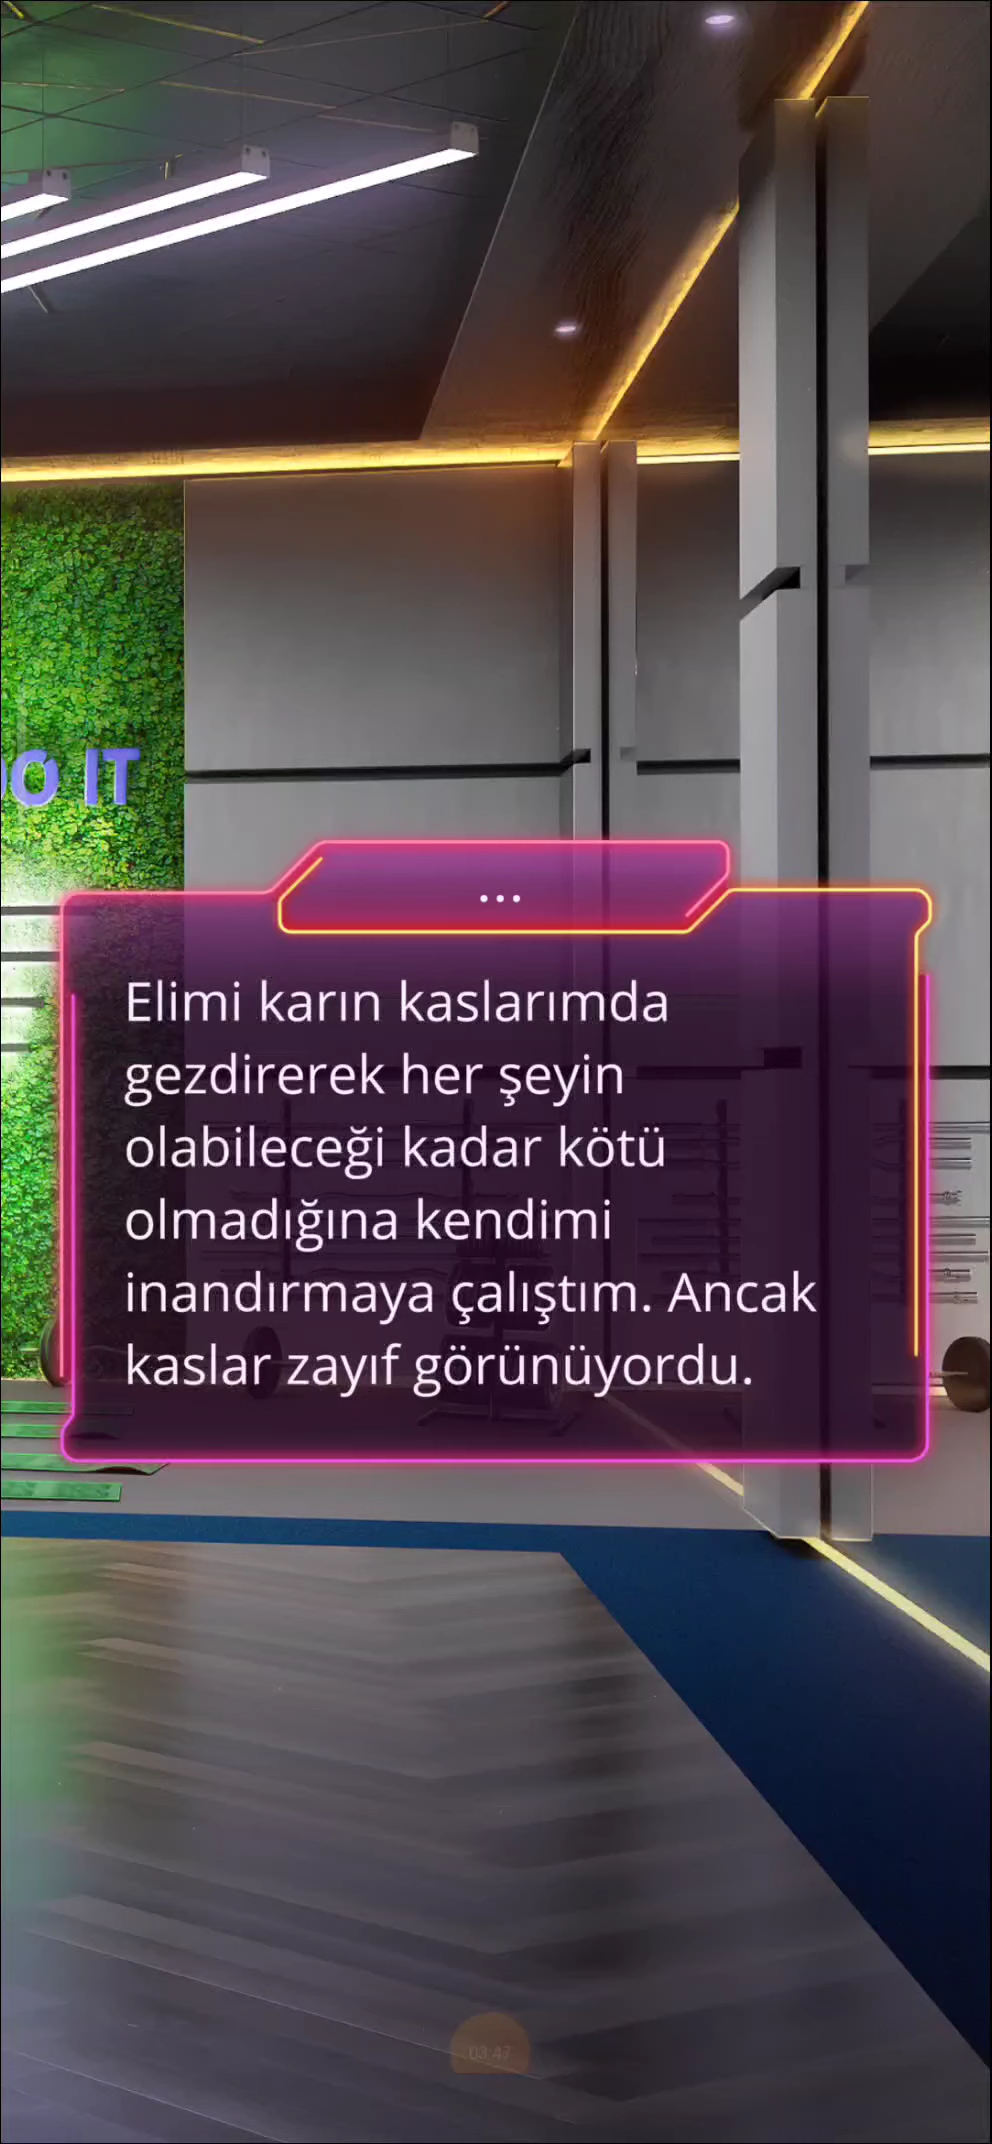 DO IT
...
Elimi karın kaslarımda
gezdirerek her şeyin
olabileceği kadar kötü
olmadığına kendimi
inandırmaya çalıştım. Ancak
kaslar zayıf görünüyordu.
03:47